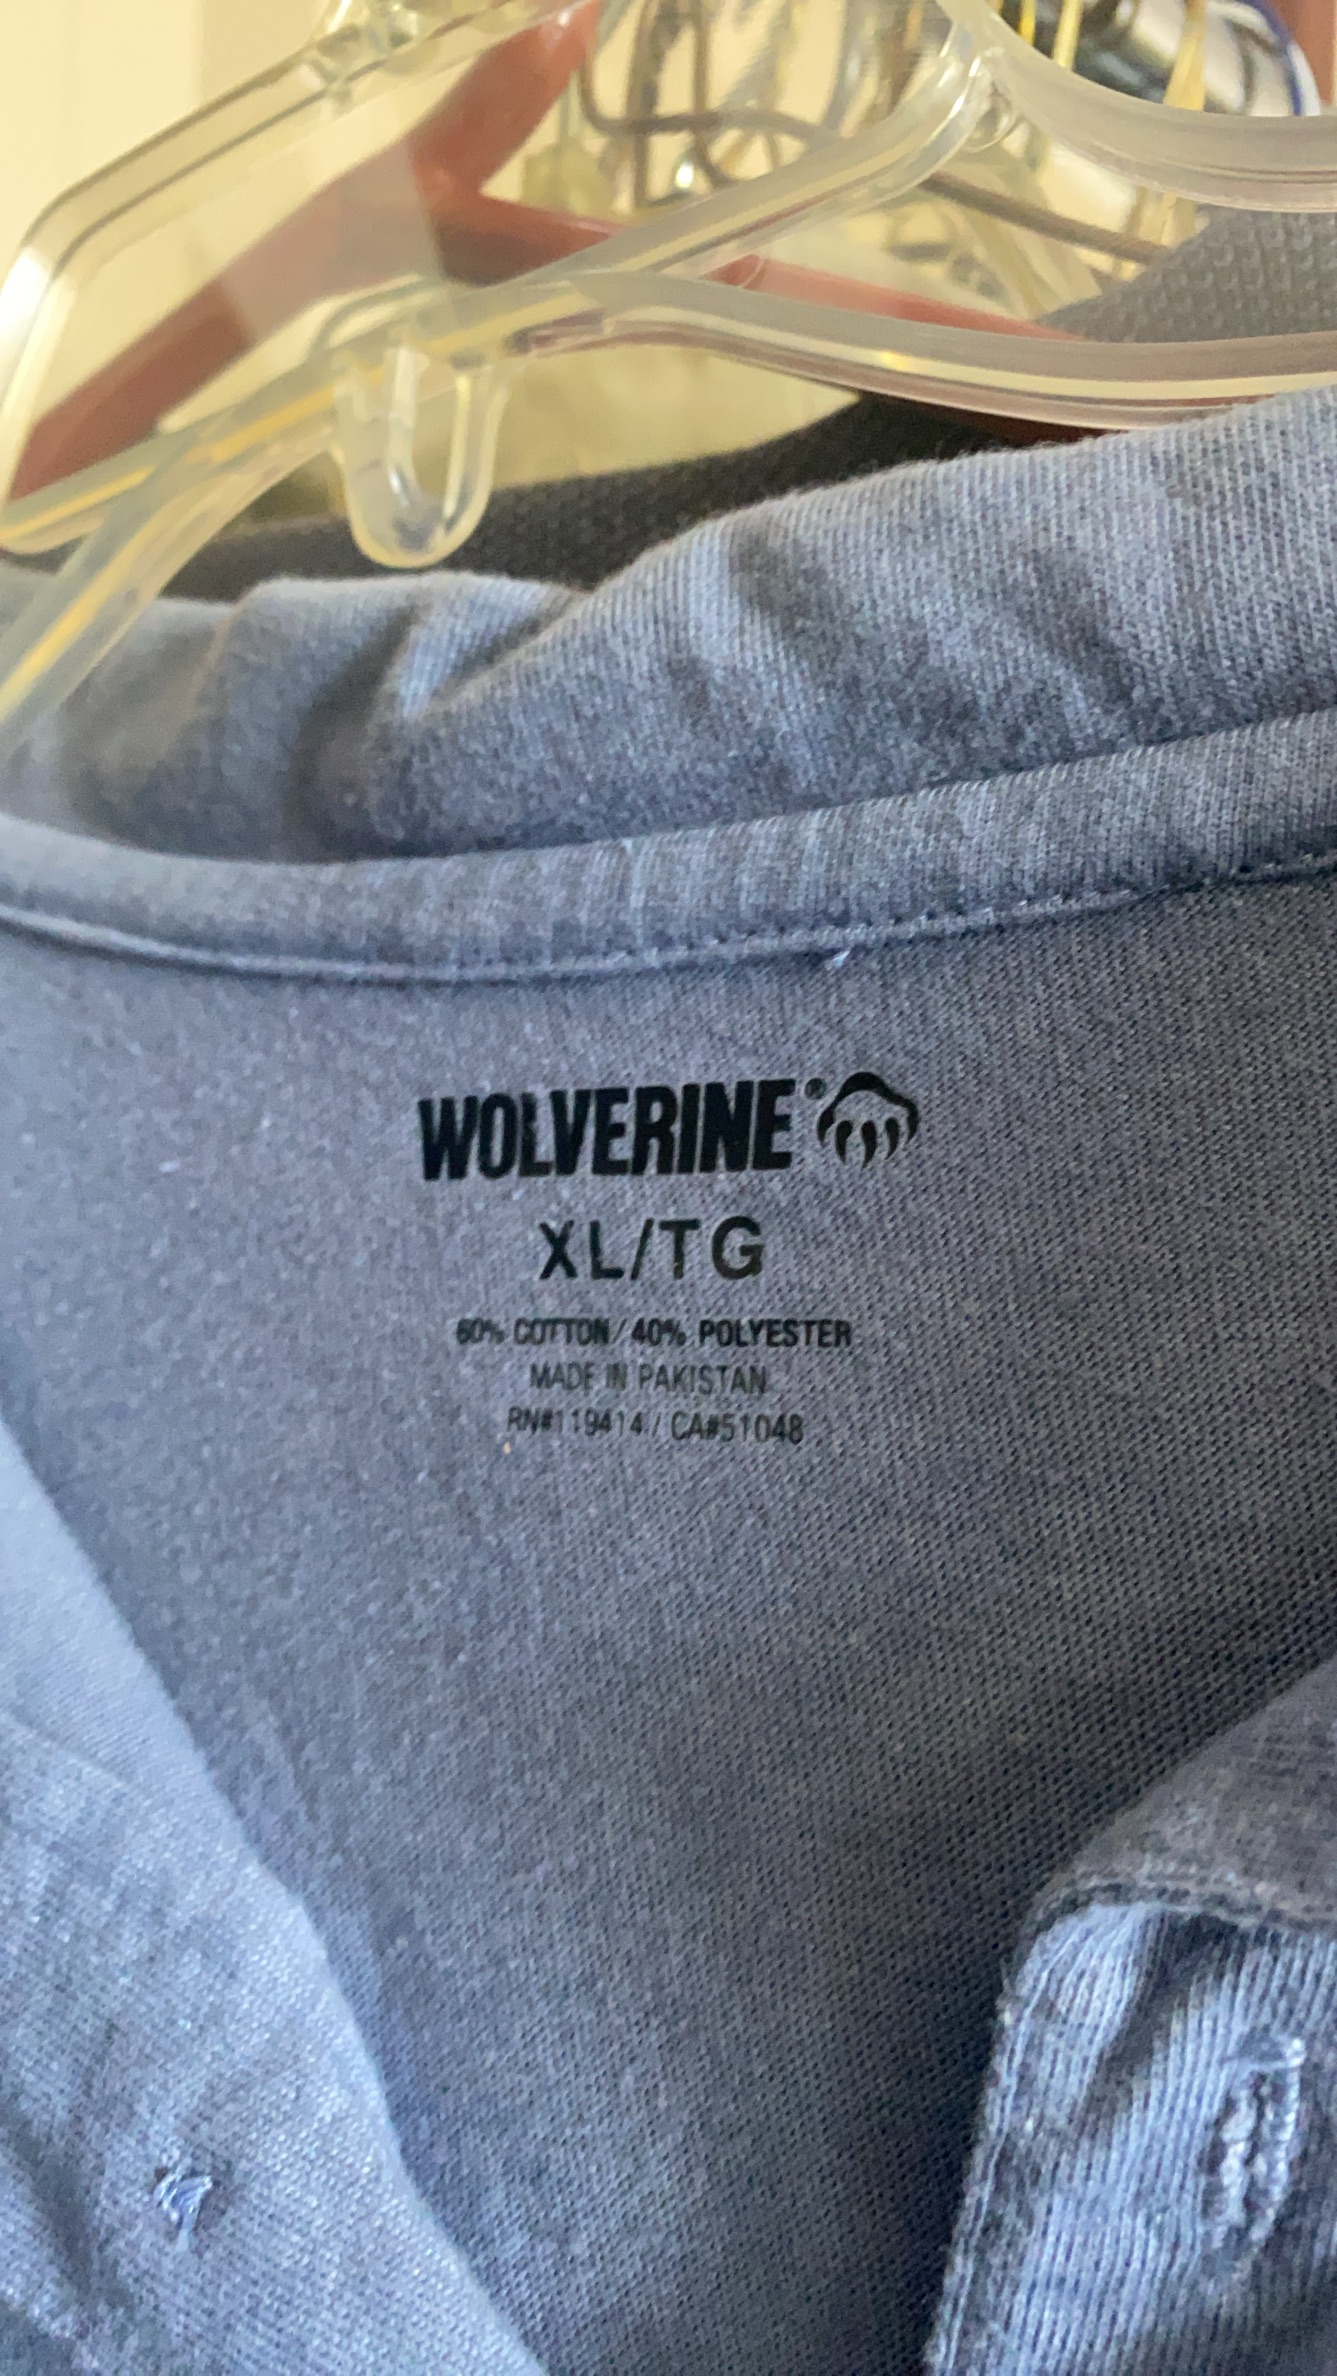 WOLVERINE®
XL/TG
60% COTTON / 40% POLYESTER
MADE IN PAKISTAN
RN#119414 / CA#51048